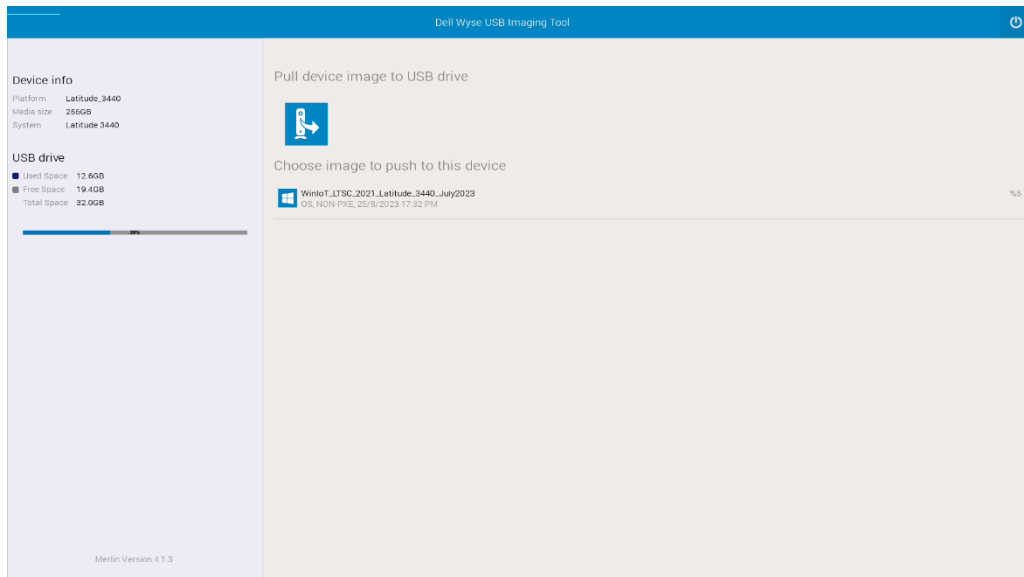 Dell Wyse USB Imaging Tool
Device info
Platform Latitude_3440
Media size 256GB
System Latitude 3440
USB drive
Used Space 12.6GB
Free Space 19.4GB
Total Space 32.0GB
39%
Merlin Version 4.1.3
Pull device image to USB drive
Choose image to push to this device
WinIoT_LTSC_2021_Latitude_3440_July2023
OS, NON-PXE, 25/8/2023 17:32 PM
%5